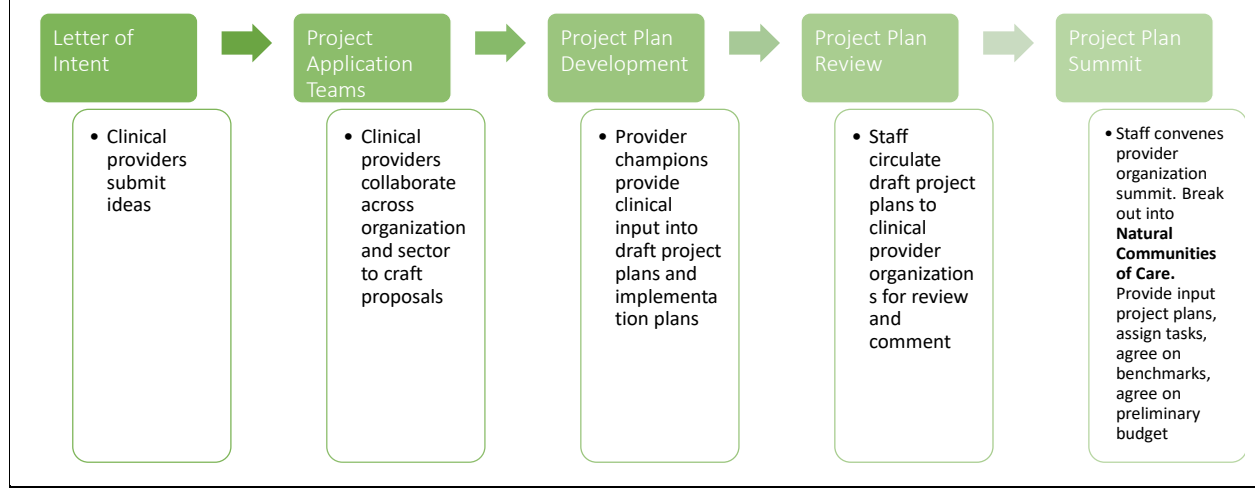 Letter of
Intent
• Clinical
providers
submit
ideas
Project
Application
Teams
• Clinical
providers
collaborate
across
organization
and sector
to craft
proposals
Project Plan
Development
• Provider
champions
provide
clinical
input into
draft project
plans and
implementa
tion plans
Project Plan
Review
• Staff
circulate
draft project
plans to
clinical
provider
organization
s for review
and
comment
Project Plan
Summit
• Staff convenes
provider
organization
summit. Break
out into
Natural
Communities
of Care.
Provide input
project plans,
assign tasks,
agree on
benchmarks,
agree on
preliminary
budget